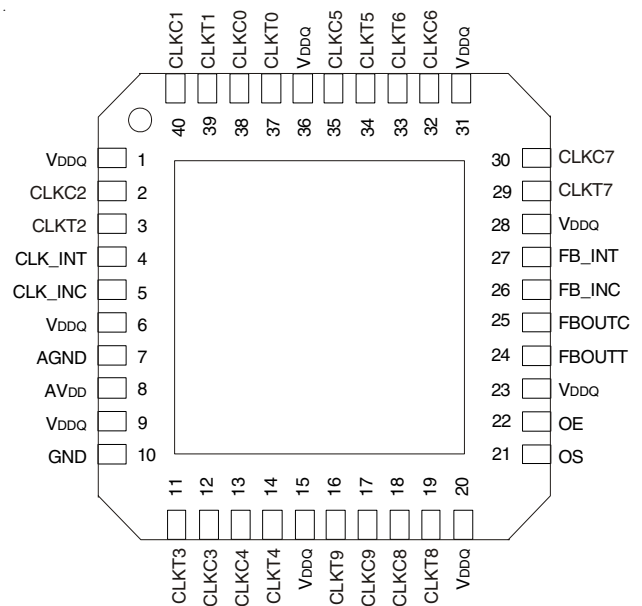 CLKC1 CLKT1 CLKC0 CLKT0 VDDQ CLKC5 CLKT5 CLKT6 CLKC6 VDDQ
40 39 38 37 36 35 34 33 32 31
VDDQ 1 30 CLKC7
CLKC2 2 29 CLKT7
CLKT2 3 28 VDDQ
CLK_INT 4 27 FB_INT
CLK_INC 5 26 FB_INC
VDDQ 6 25 FBOUTC
AGND 7 24 FBOUTT
AVDD 8 23 VDDQ
VDDQ 9 22 OE
GND 10 21 OS
11 12 13 14 15 16 17 18 19 20
CLKT3 CLKC3 CLKC4 CLKT4 VDDQ CLKT9 CLKC9 CLKC8 CLKT8 VDDQ